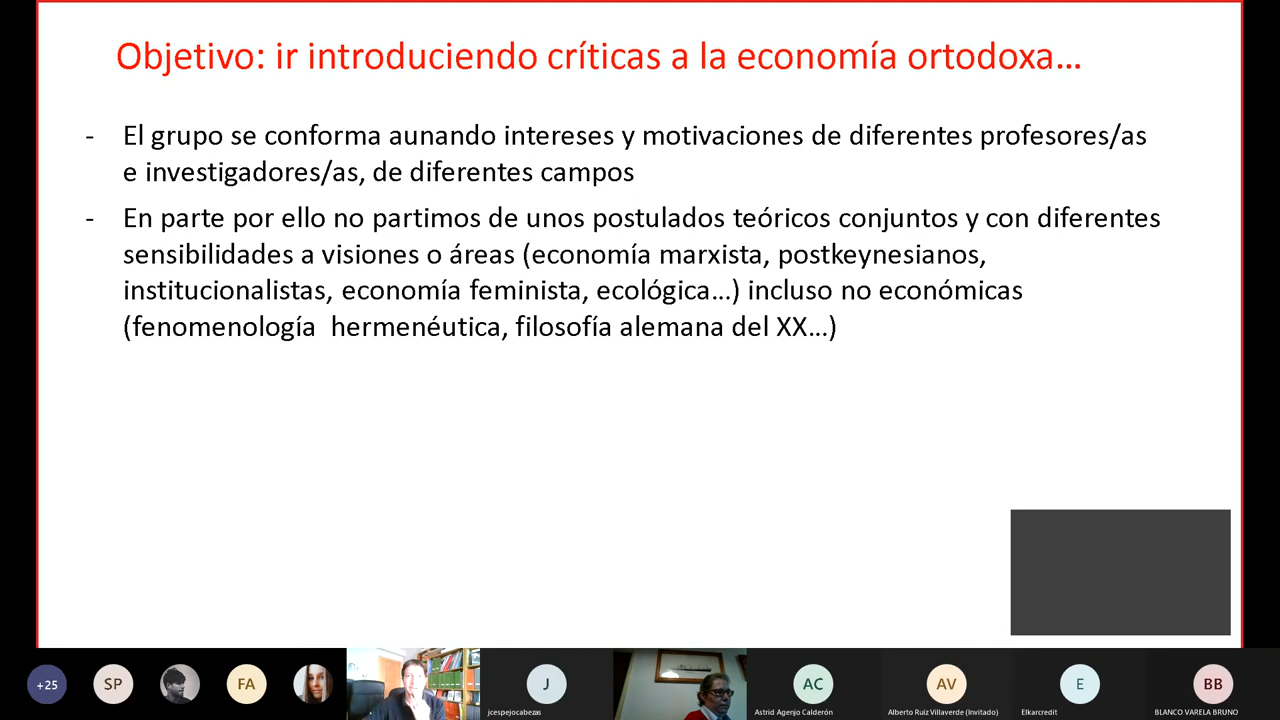 Objetivo: ir introduciendo críticas a la economía ortodoxa...
- El grupo se conforma aunando intereses y motivaciones de diferentes profesores/as
e investigadores/as, de diferentes campos
- En parte por ello no partimos de unos postulados teóricos conjuntos y con diferentes
sensibilidades a visiones o áreas (economía marxista, postkeynesianos,
institucionalistas, economía feminista, ecológica...) incluso no económicas
(fenomenología  hermenéutica, filosofía alemana del XX...)
+25 SP FA J AC AV E BB
jcespejocabezas Astrid Agenjo Calderón Alberto Ruiz Villaverde (Invitado) Elkarcredit BLANCO VARELA BRUNO